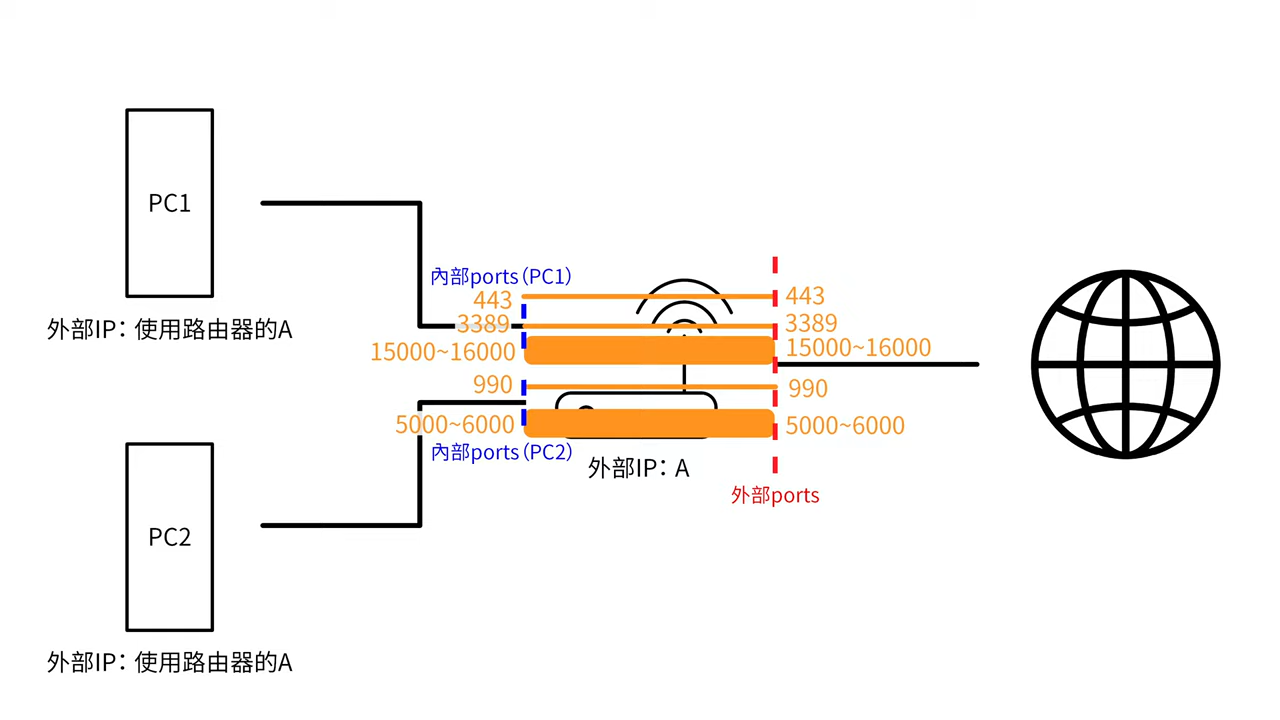 PC1
外部IP：使用路由器的A
內部ports（PC1）
443
3389
15000~16000
990
5000~6000
內部ports（PC2）
443
3389
15000~16000
990
5000~6000
外部IP：A
外部ports
PC2
外部IP：使用路由器的A